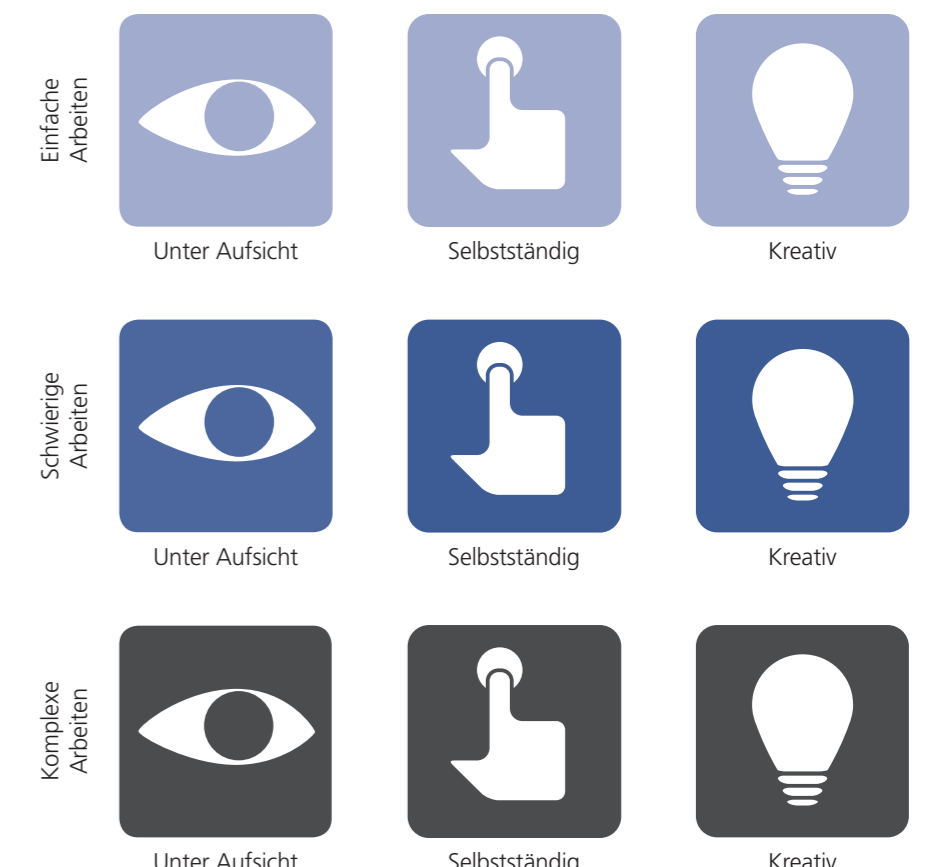 Einfache
Arbeiten
Unter Aufsicht
Selbstständig
Kreativ
Schwierige
Arbeiten
Unter Aufsicht
Selbstständig
Kreativ
Komplexe
Arbeiten
Unter Aufsicht
Selbstständig
Kreativ